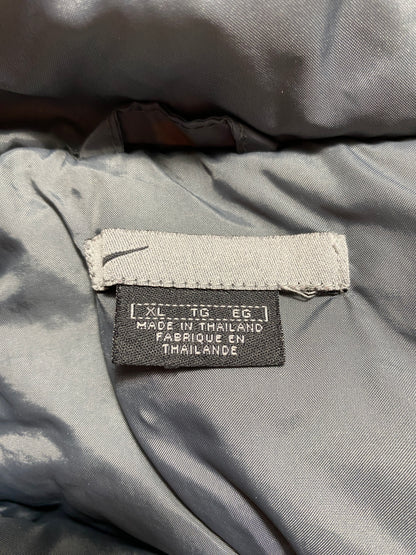 XL TG EG
MADE IN THAILAND
FABRIQUE EN
THAILANDE